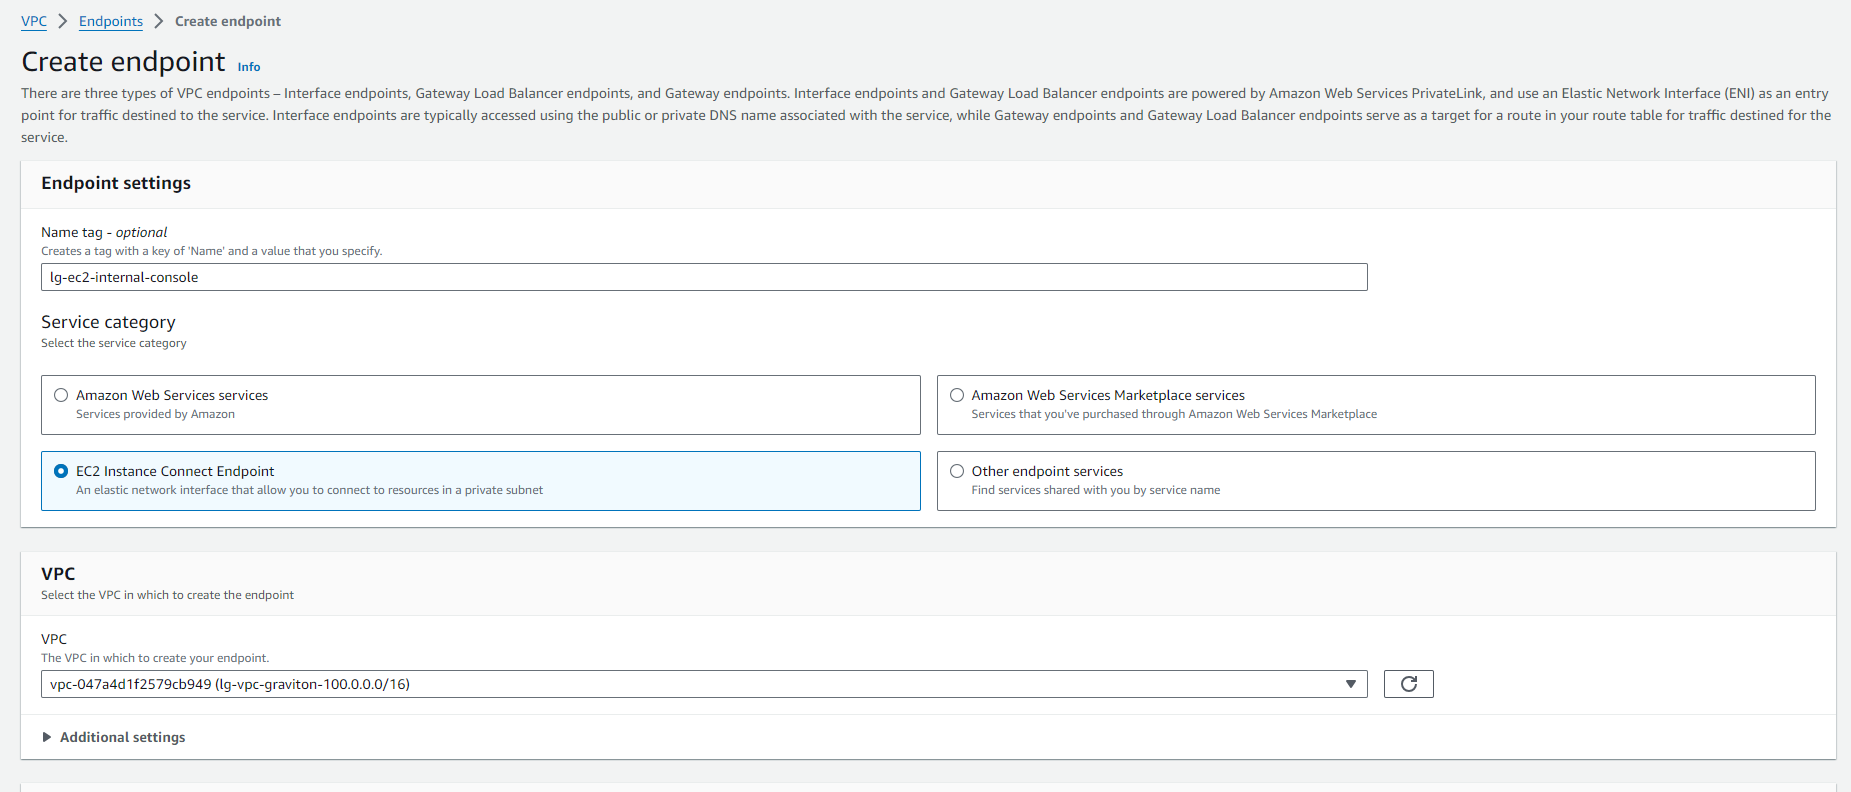 VPC > Endpoints > Create endpoint
Create endpoint Info
There are three types of VPC endpoints – Interface endpoints, Gateway Load Balancer endpoints, and Gateway endpoints. Interface endpoints and Gateway Load Balancer endpoints are powered by Amazon Web Services PrivateLink, and use an Elastic Network Interface (ENI) as an entry
point for traffic destined to the service. Interface endpoints are typically accessed using the public or private DNS name associated with the service, while Gateway endpoints and Gateway Load Balancer endpoints serve as a target for a route in your route table for traffic destined for the
service.
Endpoint settings
Name tag - optional
Creates a tag with a key of 'Name' and a value that you specify.
lg-ec2-internal-console
Service category
Select the service category
Amazon Web Services services
Services provided by Amazon
Amazon Web Services Marketplace services
Services that you've purchased through Amazon Web Services Marketplace
EC2 Instance Connect Endpoint
An elastic network interface that allow you to connect to resources in a private subnet
Other endpoint services
Find services shared with you by service name
VPC
Select the VPC in which to create the endpoint
VPC
The VPC in which to create your endpoint.
vpc-047a4d1f2579cb949 (lg-vpc-graviton-100.0.0.0/16)
Additional settings